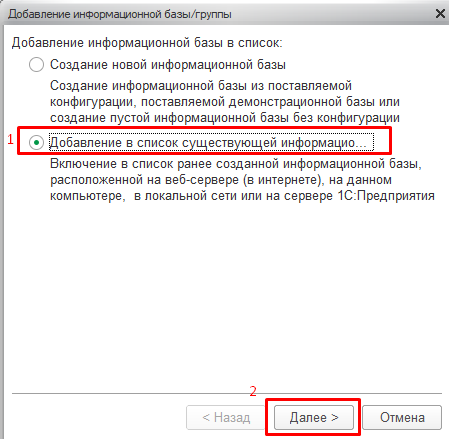 Добавление информационной базы/группы
Добавление информационной базы в список:
Создание новой информационной базы
Создание информационной базы из поставляемой
конфигурации, поставляемой демонстрационной базы или
создание пустой информационной базы без конфигурации
1
Добавление в список существующей информацио...
Включение в список ранее созданной информационной базы,
расположенной на веб-сервере (в интернете), на данном
компьютере, в локальной сети или на сервере 1С:Предприятия
2
< Назад
Далее >
Отмена